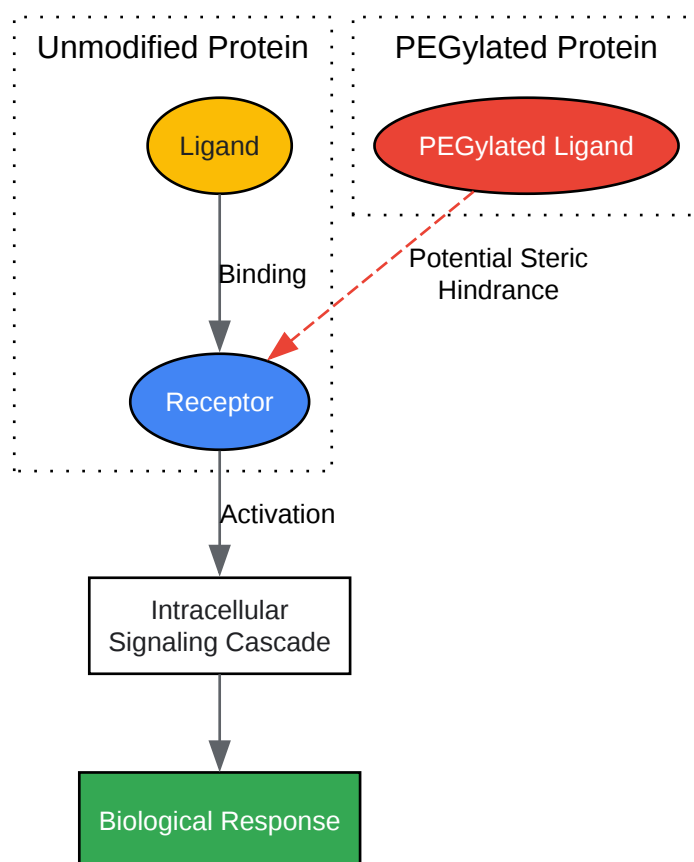 Unmodified Protein
PEGylated Protein
Ligand
PEGylated Ligand
Binding
Potential Steric
Hindrance
Receptor
Activation
Intracellular
Signaling Cascade
Biological Response